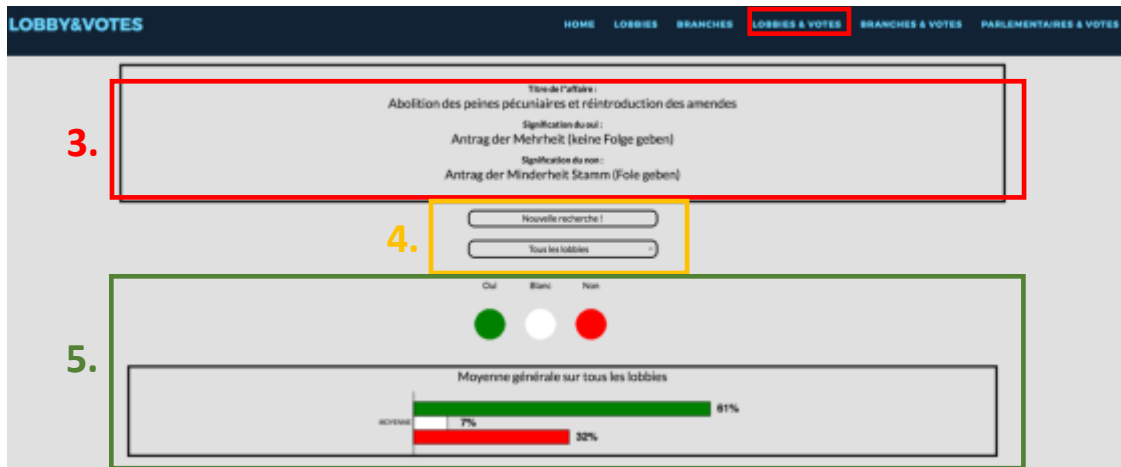 LOBBY&VOTES
HOME LOBBIES BRANCHES LOBBIES & VOTES BRANCHES & VOTES PARLEMENTAIRES & VOTES
3.
Titre de l'affaire :
Abolition des peines pécuniaires et réintroduction des amendes
Signification du oui :
Antrag der Mehrheit (keine Folge geben)
Signification du non :
Antrag der Minderheit Stamm (Fole geben)
4.
Nouvelle recherche !
Tous les lobbies
5.
Oui Blanc Non
Moyenne générale sur tous les lobbies
MOYENNE
61%
7%
32%